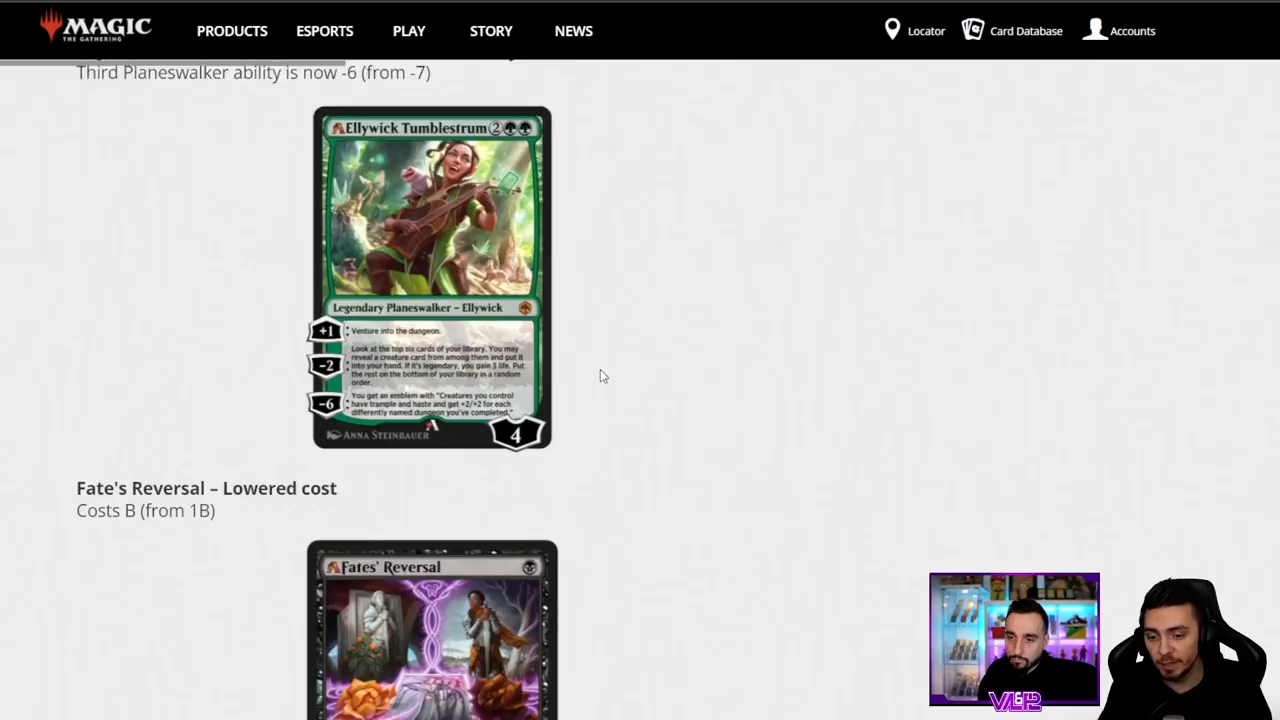 MAGIC
THE GATHERING
PRODUCTS ESPORTS PLAY STORY NEWS Locator Card Database Accounts
Third Planeswalker ability is now -6 (from -7)
Ellywick Tumblestrum 2
Legendary Planeswalker – Ellywick
+1 : Venture into the dungeon.
Look at the top six cards of your library. You may
reveal a creature card from among them and put it
-2 : into your hand. If it's legendary, you gain 3 life. Put
the rest on the bottom of your library in a random
order.
You get an emblem with "Creatures you control
-6 : have trample and haste and get +2/+2 for each
differently named dungeon you've completed."
ANNA STEINBAUER 4
Fate's Reversal – Lowered cost
Costs B (from 1B)
Fates' Reversal